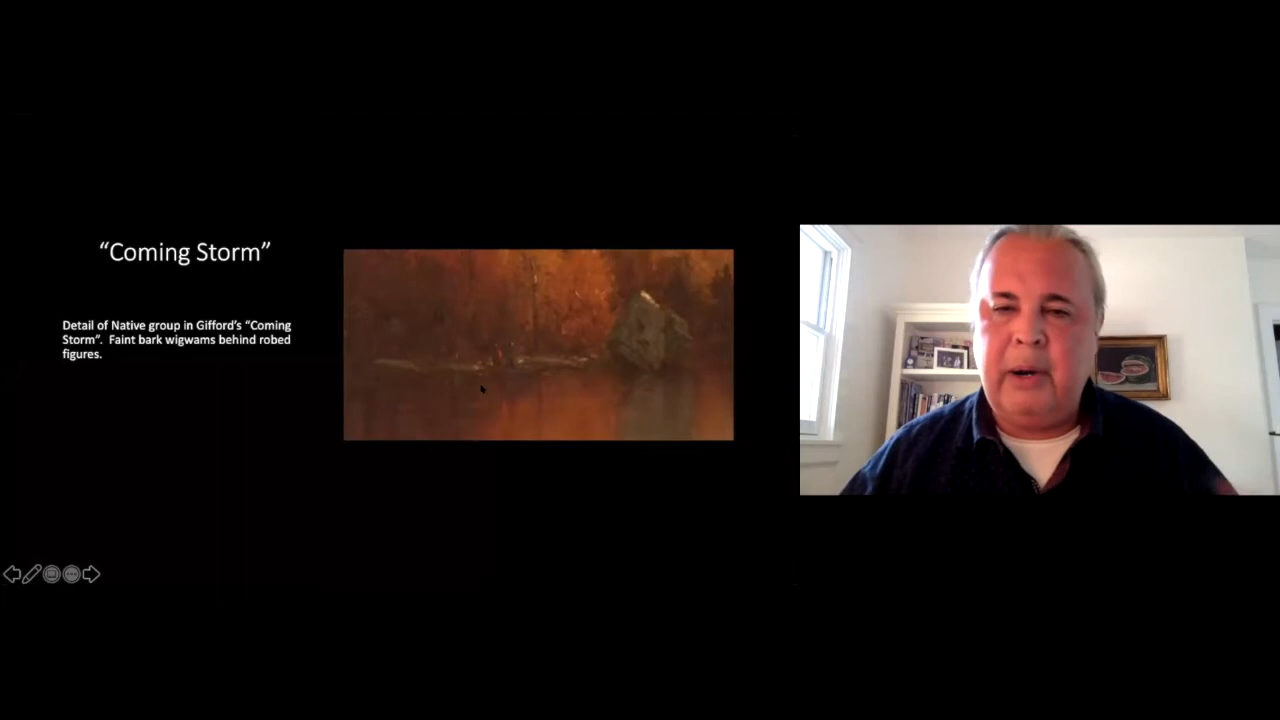 “Coming Storm”
Detail of Native group in Gifford’s “Coming
Storm”.  Faint bark wigwams behind robed
figures.